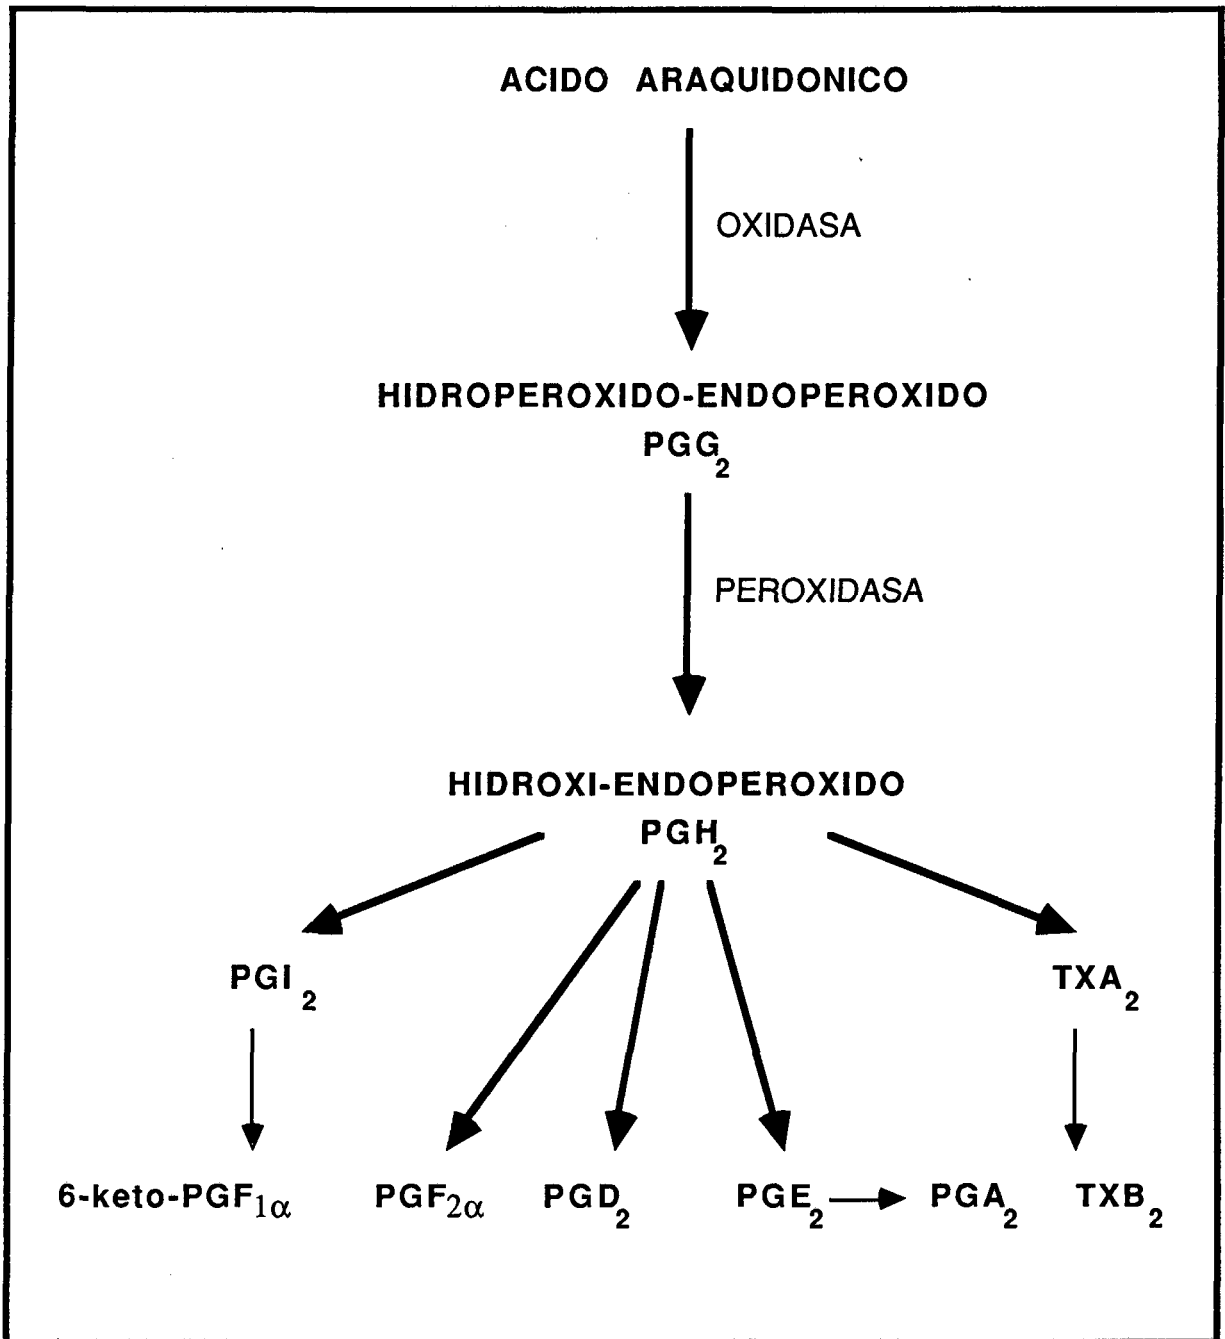 ACIDO ARAQUIDONICO
OXIDASA
HIDROPEROXIDO-ENDOPEROXIDO
PGG2
PEROXIDASA
HIDROXI-ENDOPEROXIDO
PGH2
PGI2 TXA2
6-keto-PGF1α PGF2α PGD2 PGE2 PGA2 TXB2